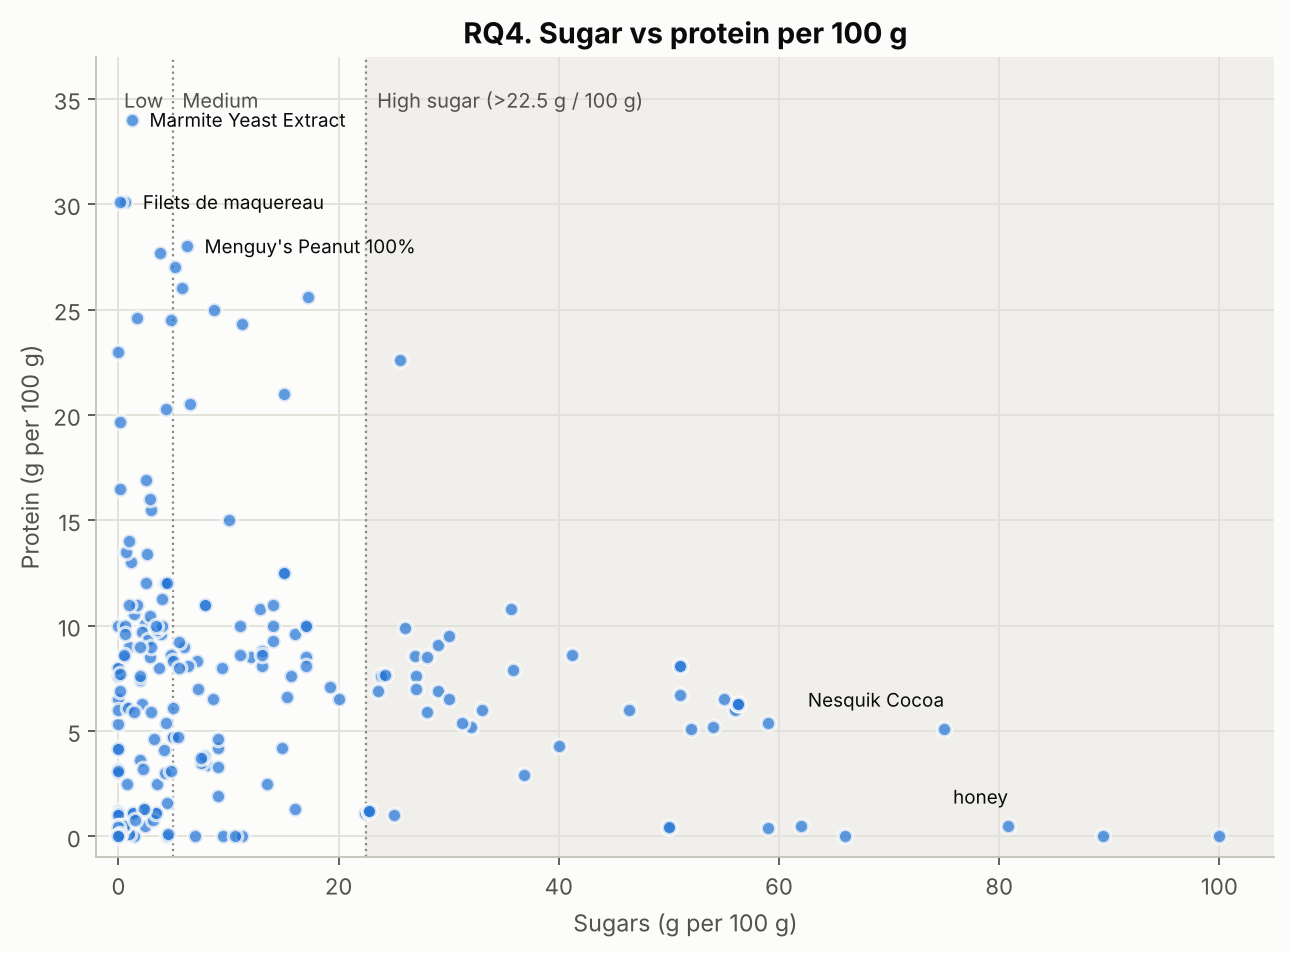 RQ4. Sugar vs protein per 100 g
Low
Medium
High sugar (>22.5 g / 100 g)
Marmite Yeast Extract
Filets de maquereau
Menguy's Peanut 100%
Nesquik Cocoa
honey
Protein (g per 100 g)
35
30
25
20
15
10
5
0
0
20
40
60
80
100
Sugars (g per 100 g)